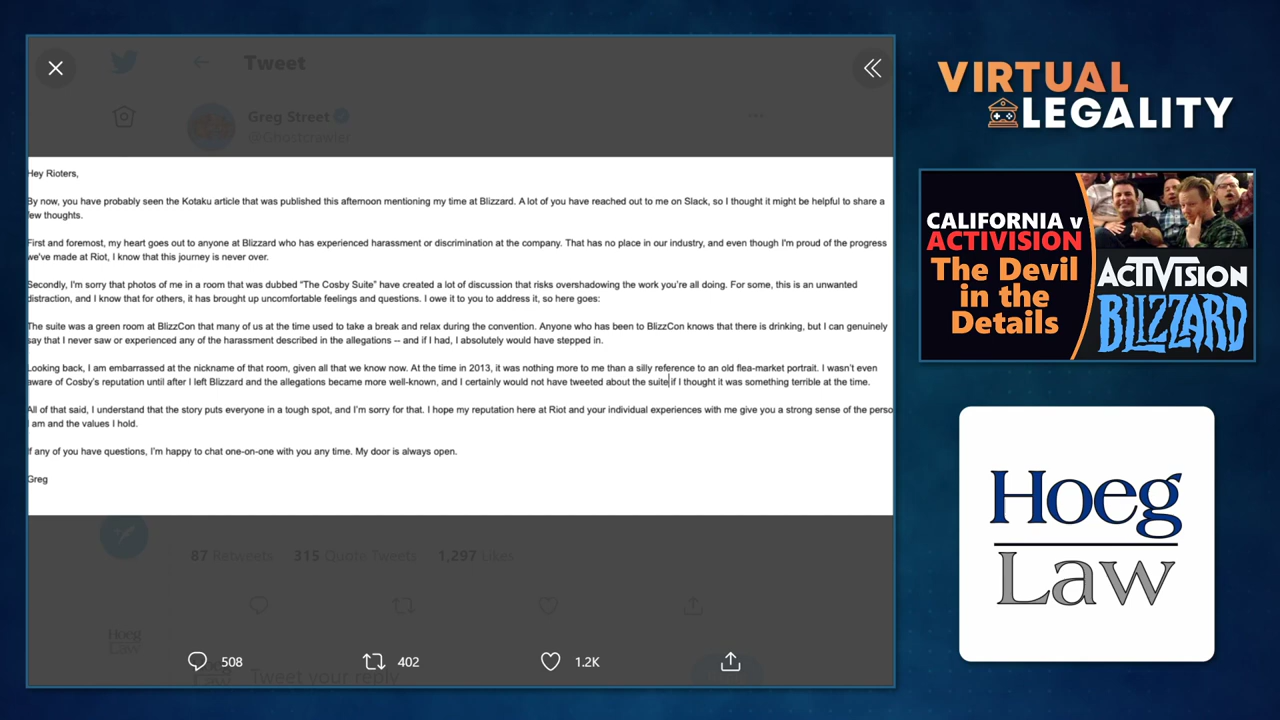 Tweet
Greg Street
@Ghostcrawler
Hey Rioters,
By now, you have probably seen the Kotaku article that was published this afternoon mentioning my time at Blizzard. A lot of you have reached out to me on Slack, so I thought it might be helpful to share a
few thoughts.
First and foremost, my heart goes out to anyone at Blizzard who has experienced harassment or discrimination at the company. That has no place in our industry, and even though I'm proud of the progress
we've made at Riot, I know that this journey is never over.
Secondly, I'm sorry that photos of me in a room that was dubbed "The Cosby Suite" have created a lot of discussion that risks overshadowing the work you're all doing. For some, this is an unwanted
distraction, and I know that for others, it has brought up uncomfortable feelings and questions. I owe it to you to address it, so here goes:
The suite was a green room at BlizzCon that many of us at the time used to take a break and relax during the convention. Anyone who has been to BlizzCon knows that there is drinking, but I can genuinely
say that I never saw or experienced any of the harassment described in the allegations -- and if I had, I absolutely would have stepped in.
Looking back, I am embarrassed at the nickname of that room, given all that we know now. At the time in 2013, it was nothing more to me than a silly reference to an old flea-market portrait. I wasn't even
aware of Cosby's reputation until after I left Blizzard and the allegations became more well-known, and I certainly would not have tweeted about the suite if I thought it was something terrible at the time.
All of that said, I understand that the story puts everyone in a tough spot, and I'm sorry for that. I hope my reputation here at Riot and your individual experiences with me give you a strong sense of the perso
I am and the values I hold.
If any of you have questions, I'm happy to chat one-on-one with you any time. My door is always open.
Greg
87 Retweets 315 Quote Tweets 1,297 Likes
508 402 1.2K
Tweet your reply
VIRTUAL
LEGALITY
CALIFORNIA v
ACTIVISION
The Devil
in the
Details
ACTIVISION
BLIZZARD
Hoeg
Law